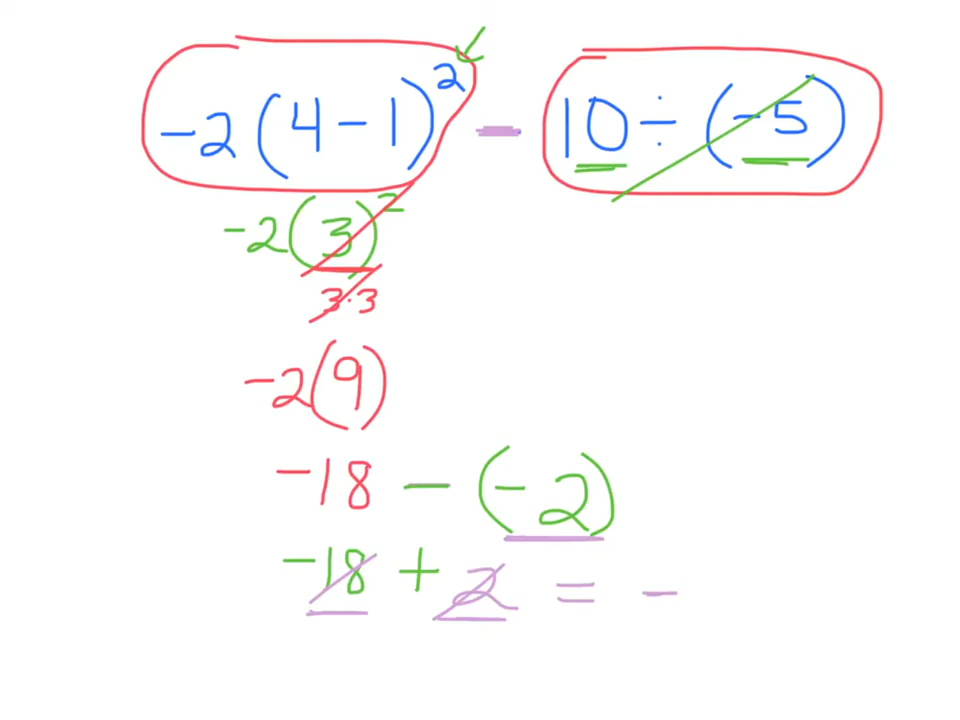 -2(4-1)² - 10 ÷ (-5)
-2(3)²
3·3
-2(9)
-18 - (-2)
-18 + 2 = -